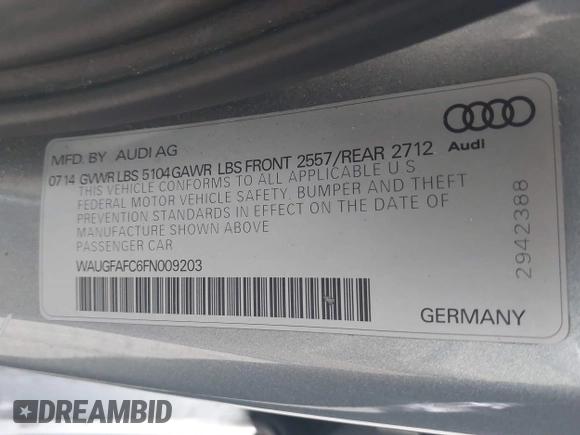 MFD. BY AUDI AG
0714 GVWR LBS 5104 GAWR LBS FRONT 2557/REAR 2712
THIS VEHICLE CONFORMS TO ALL APPLICABLE U S
FEDERAL MOTOR VEHICLE SAFETY, BUMPER AND THEFT
PREVENTION STANDARDS IN EFFECT ON THE DATE OF
MANUFACTURE SHOWN ABOVE
PASSENGER CAR
WAUGFAFC6FN009203
Audi
2942388
GERMANY
DREAMBID